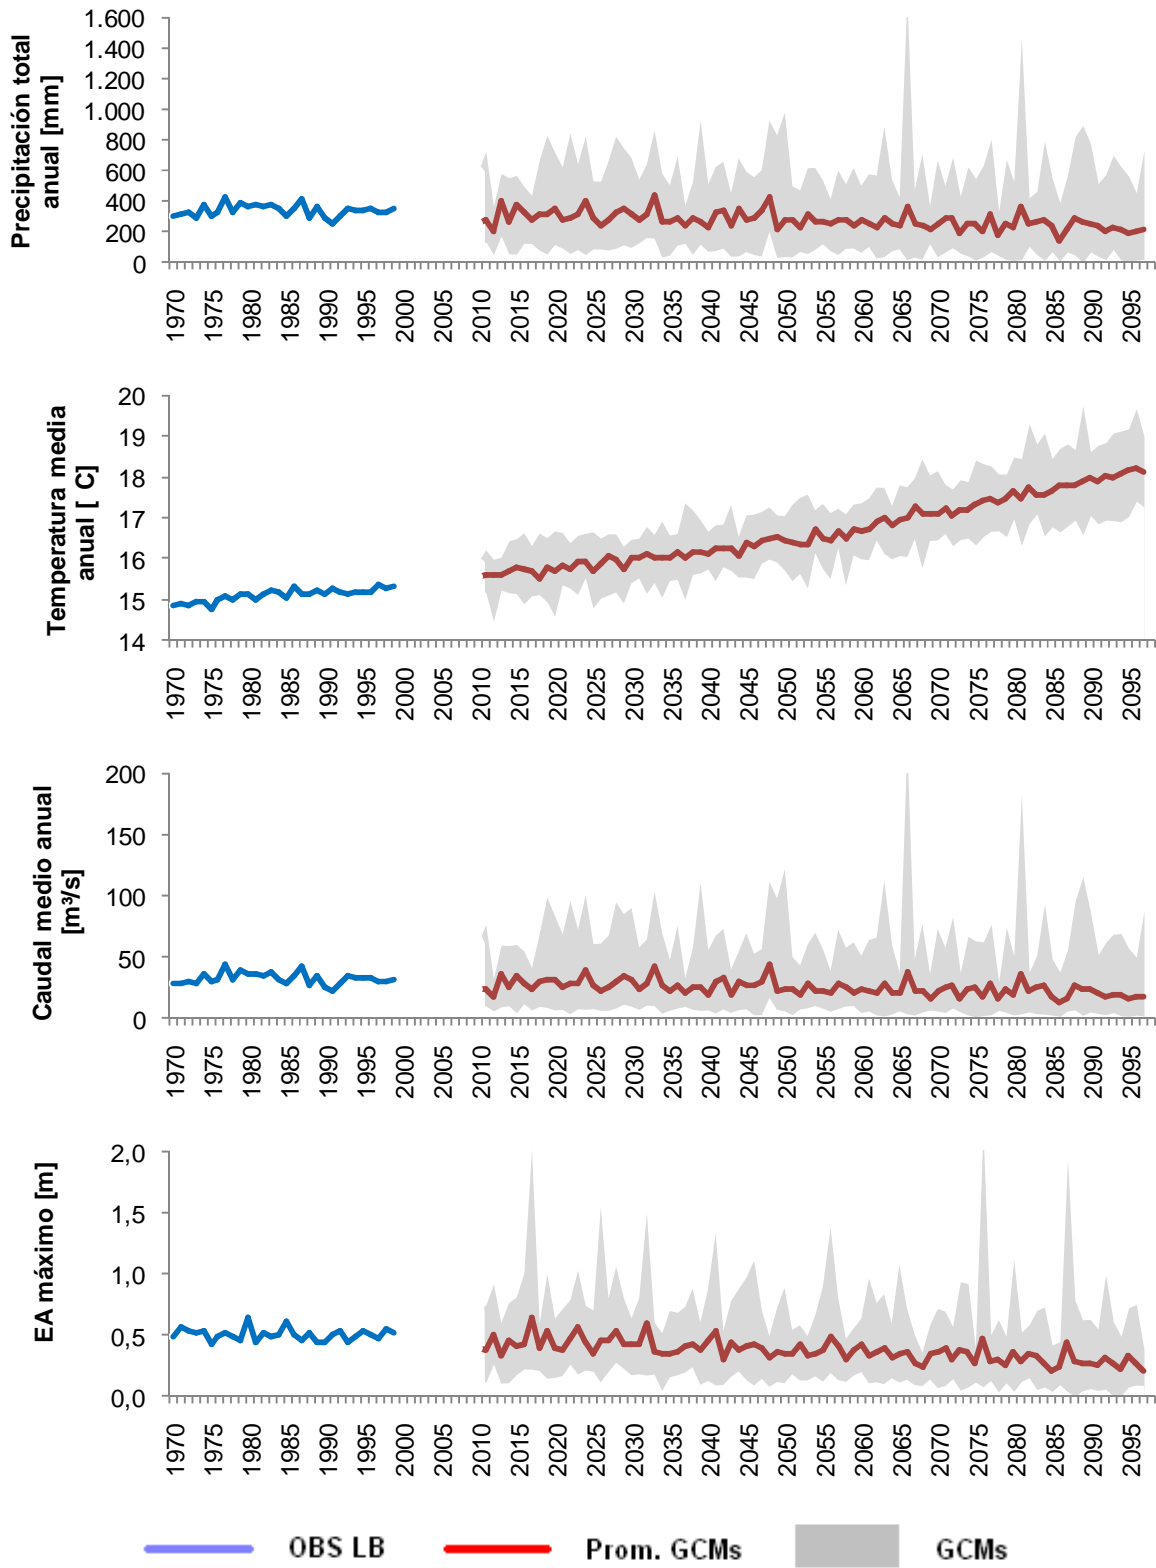 Precipitación total
anual [mm]
1.600
1.400
1.200
1.000
800
600
400
200
0
1970 1975 1980 1985 1990 1995 2000 2005 2010 2015 2020 2025 2030 2035 2040 2045 2050 2055 2060 2065 2070 2075 2080 2085 2090 2095
Temperatura media
anual [ C]
20
19
18
17
16
15
14
1970 1975 1980 1985 1990 1995 2000 2005 2010 2015 2020 2025 2030 2035 2040 2045 2050 2055 2060 2065 2070 2075 2080 2085 2090 2095
Caudal medio anual
[m³/s]
200
150
100
50
0
1970 1975 1980 1985 1990 1995 2000 2005 2010 2015 2020 2025 2030 2035 2040 2045 2050 2055 2060 2065 2070 2075 2080 2085 2090 2095
EA máximo [m]
2,0
1,5
1,0
0,5
0,0
1970 1975 1980 1985 1990 1995 2000 2005 2010 2015 2020 2025 2030 2035 2040 2045 2050 2055 2060 2065 2070 2075 2080 2085 2090 2095
OBS LB Prom. GCMs GCMs